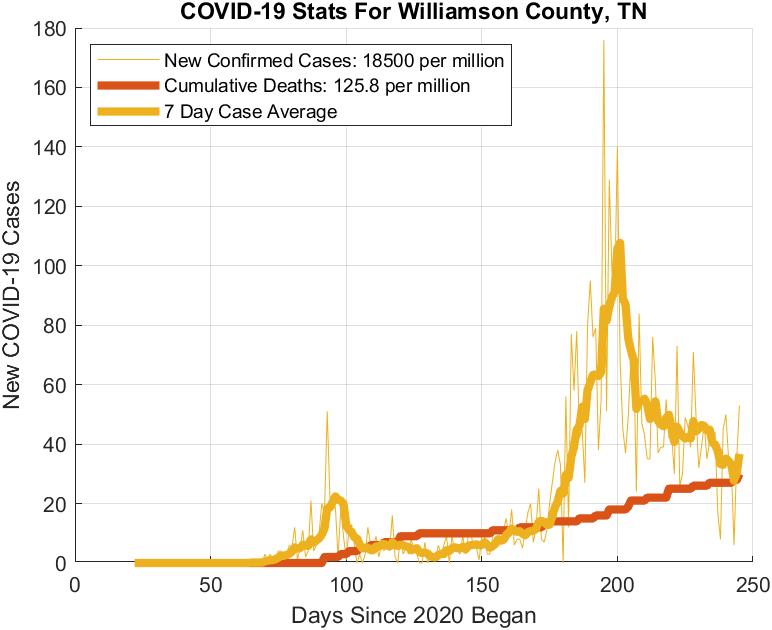 COVID-19 Stats For Williamson County, TN
New Confirmed Cases: 18500 per million
Cumulative Deaths: 125.8 per million
7 Day Case Average
New COVID-19 Cases
180
160
140
120
100
80
60
40
20
0
0 50 100 150 200 250
Days Since 2020 Began